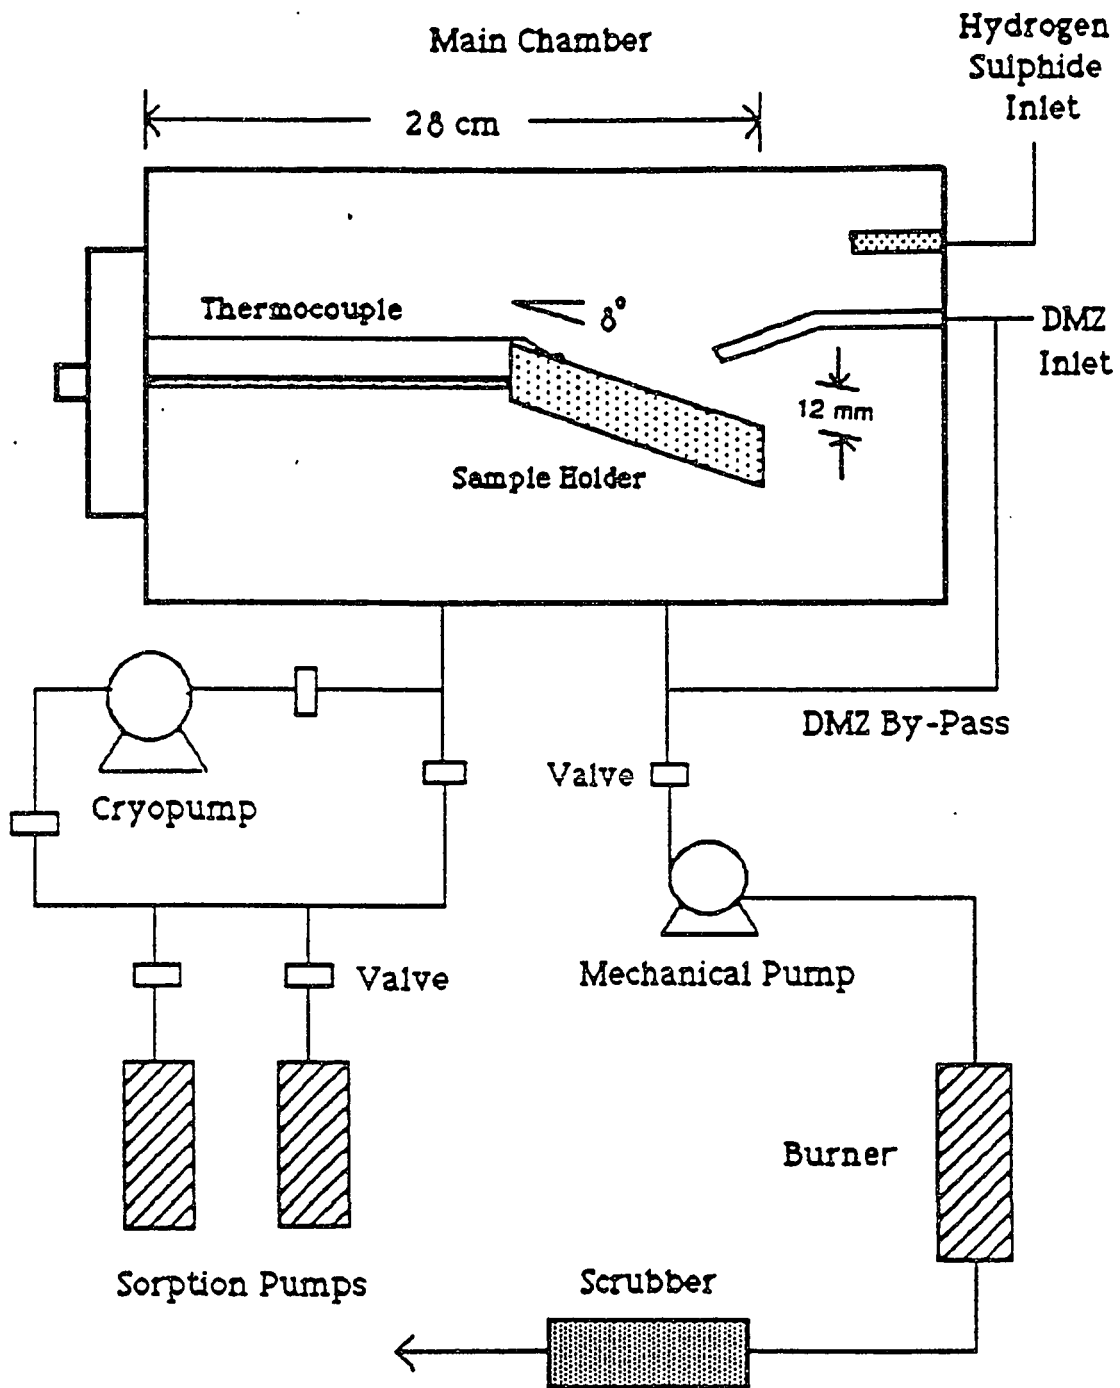 Main Chamber
Hydrogen
Sulphide
Inlet
28 cm
Thermocouple
8°
DMZ
Inlet
12 mm
Sample Holder
DMZ By-Pass
Valve
Cryopump
Valve
Mechanical Pump
Burner
Sorption Pumps
Scrubber